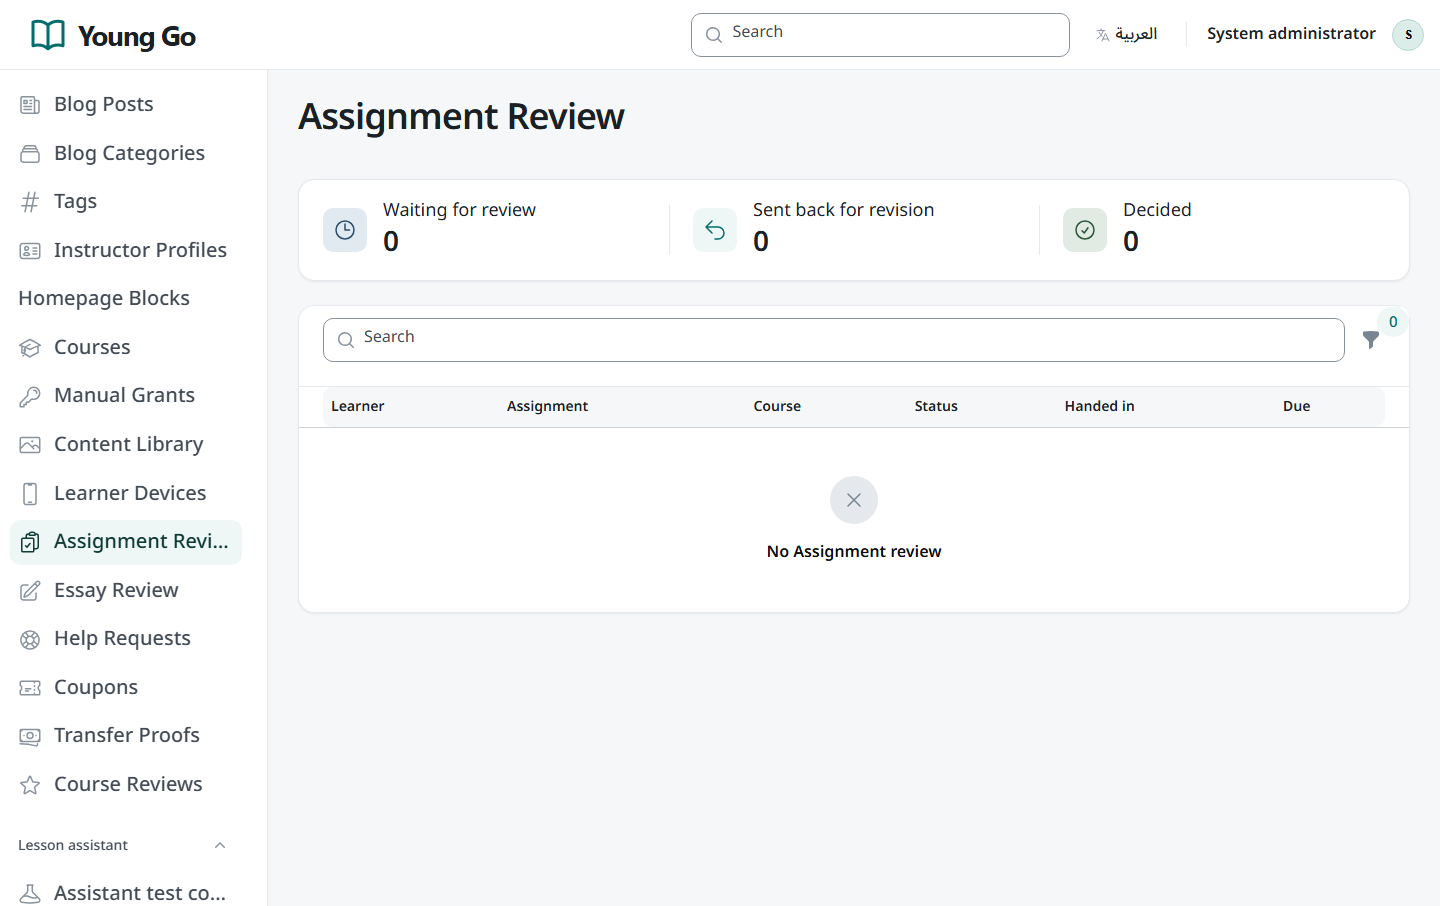 Young Go
Search
العربية
System administrator
S
Blog Posts
Blog Categories
Tags
Instructor Profiles
Homepage Blocks
Courses
Manual Grants
Content Library
Learner Devices
Assignment Revi...
Essay Review
Help Requests
Coupons
Transfer Proofs
Course Reviews
Lesson assistant
Assistant test co...
Assignment Review
Waiting for review
0
Sent back for revision
0
Decided
0
Search
0
Learner Assignment Course Status Handed in Due
No Assignment review